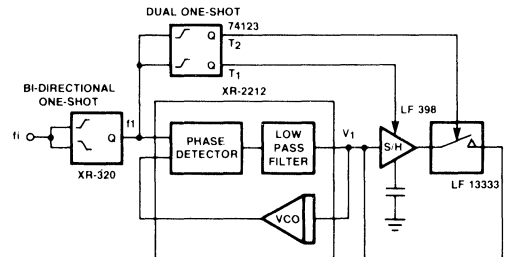 DUAL ONE-SHOT
74123
Q
T2
Q
T1
BI-DIRECTIONAL
ONE-SHOT
XR-2212
f1
LF 398
fi
Q
PHASE
DETECTOR
LOW
PASS
FILTER
V1
S/H
XR-320
LF 13333
VCO